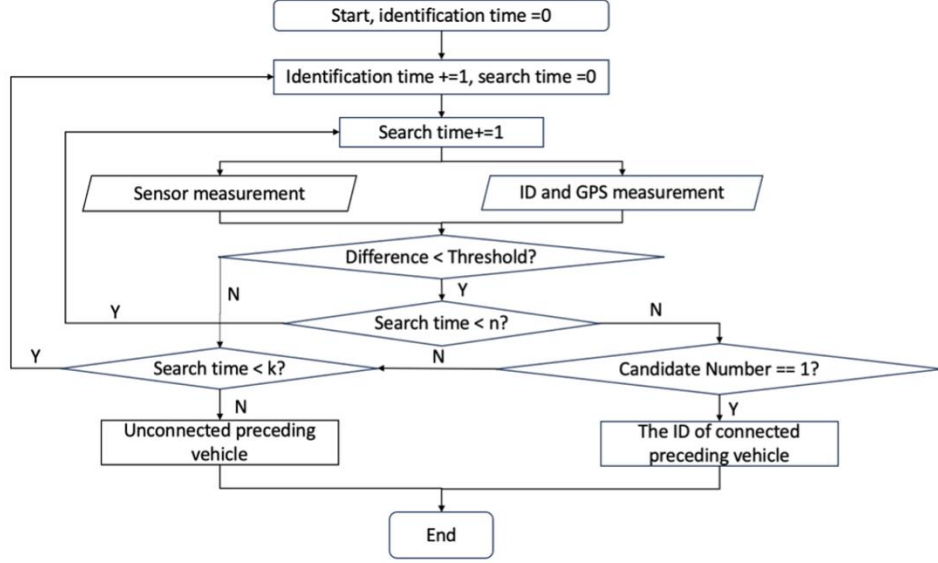 Start, identification time =0
Identification time +=1, search time =0
Search time+=1
Sensor measurement
ID and GPS measurement
Difference < Threshold?
N
Y
Y
Search time < n?
N
Y
Search time < k?
N
Candidate Number == 1?
N
Y
Unconnected preceding
vehicle
The ID of connected
preceding vehicle
End